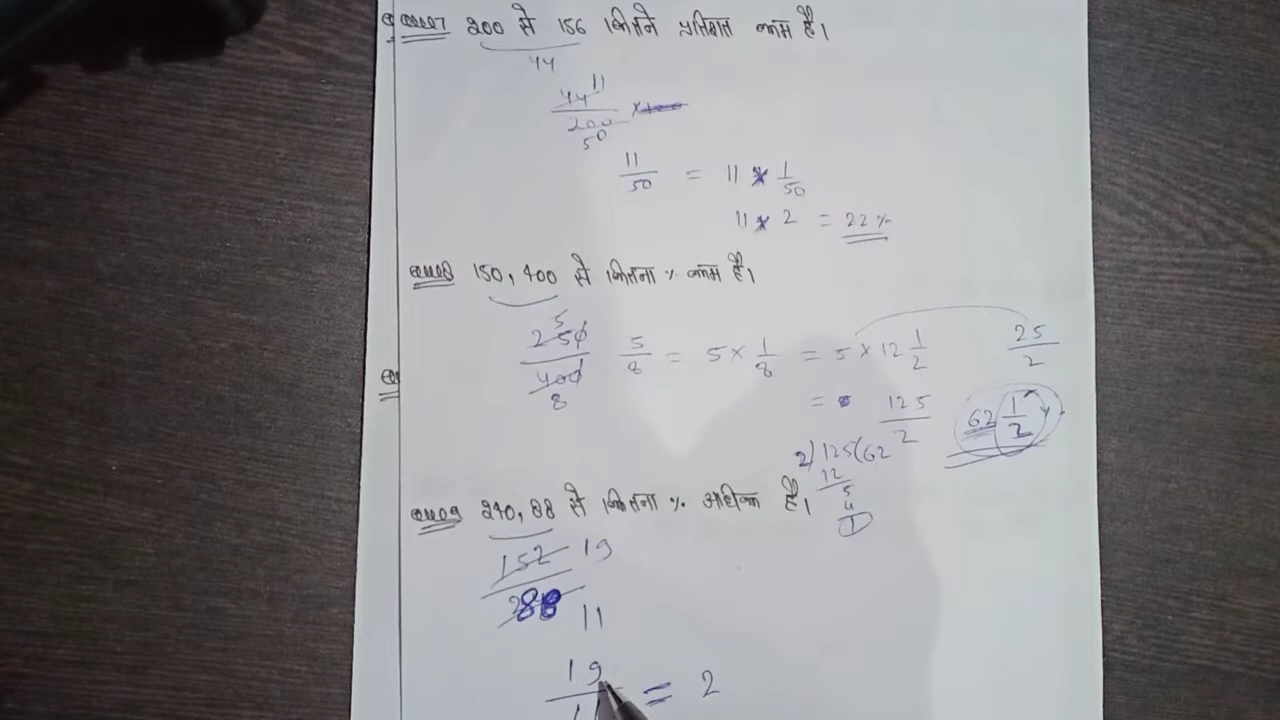 Ques7 200 से 156 कितने प्रतिशत कम है।
44
44 11
200 ×
50
11/50 = 11 × 1/50
11 × 2 = 22%
Ques8 150, 400 से कितना % कम है।
250 5
400 8
5/8 = 5 × 1/8 = 5 × 12 1/2
25/2
= 125/2
62 1/2 %
2)125(62
12
5
4
1
Ques9 240, 88 से कितना % अधिक है।
152 19
88 11
19/11 = 2